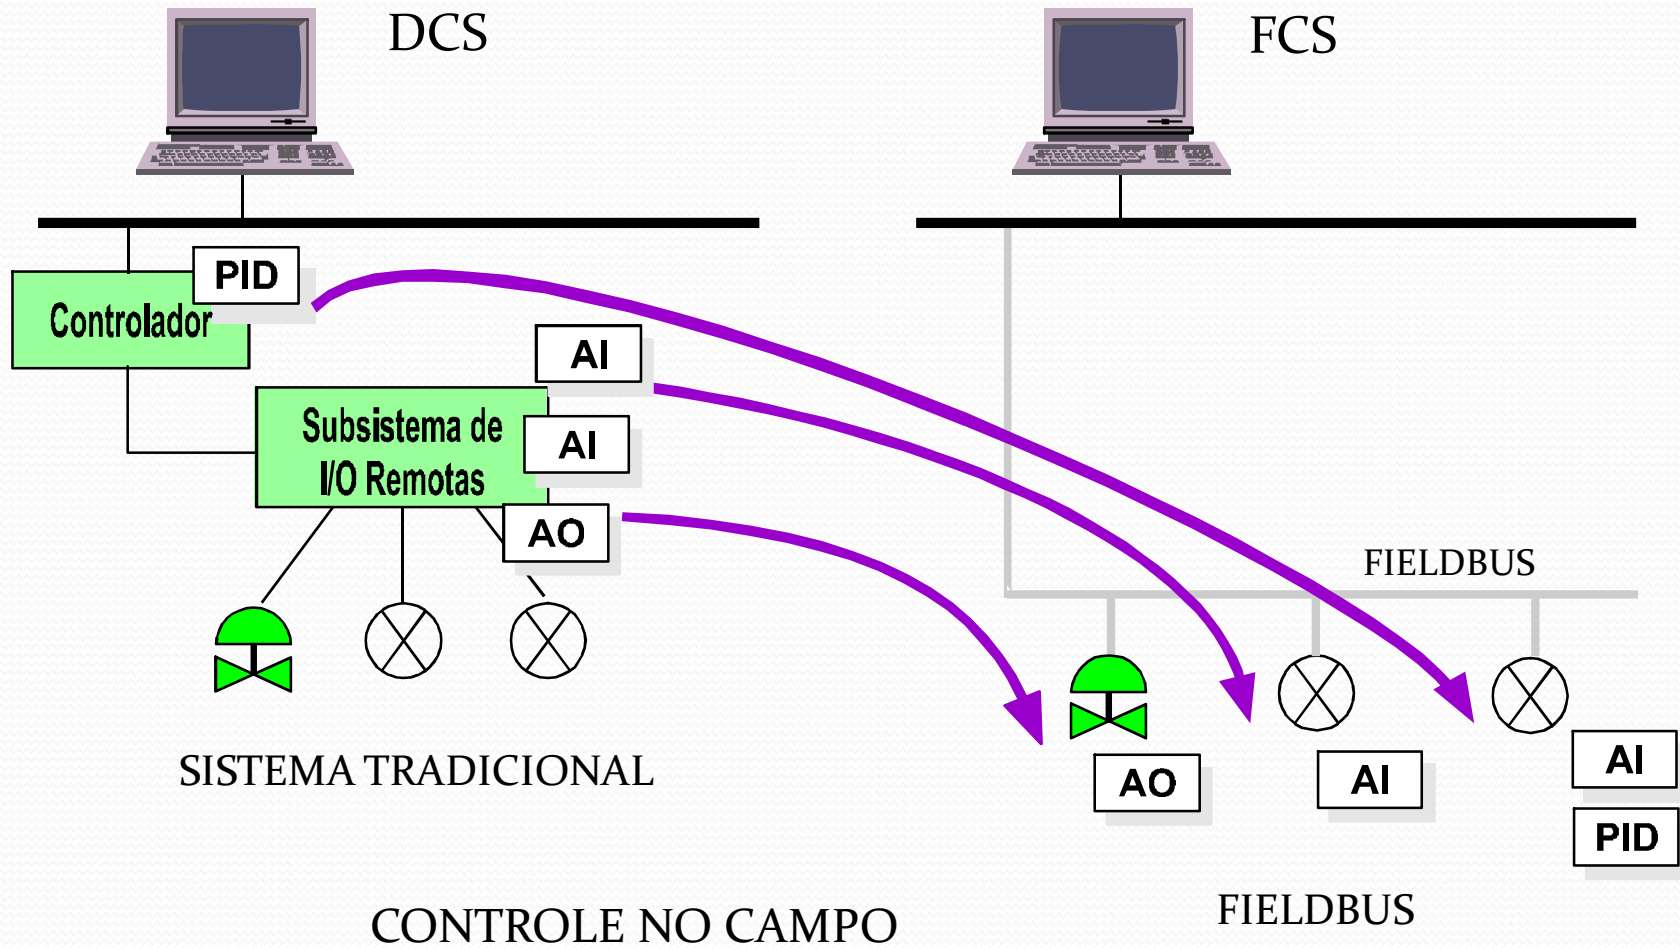 DCS
FCS
PID
Controlador
AI
Subsistema de
I/O Remotas
AI
AO
FIELDBUS
SISTEMA TRADICIONAL
AO
AI
AI
PID
FIELDBUS
CONTROLE NO CAMPO